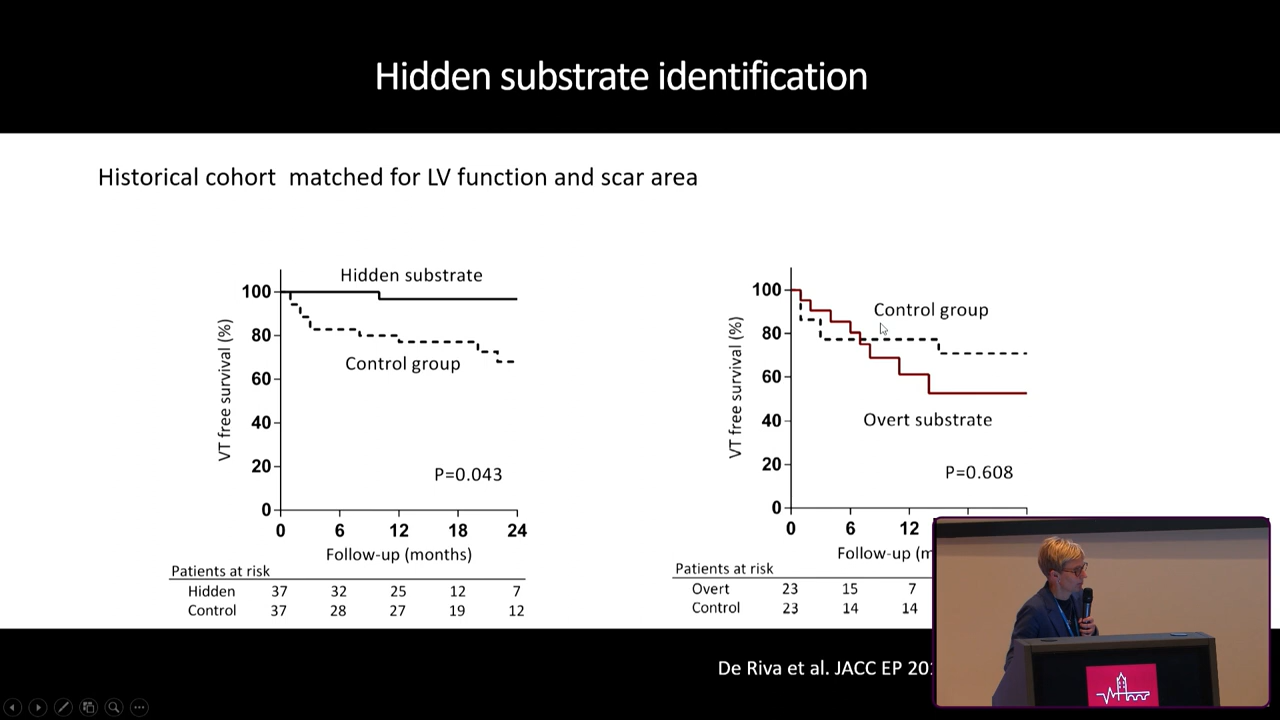 Hidden substrate identification
Historical cohort matched for LV function and scar area
Hidden substrate
Control group
VT free survival (%)
100
80
60
40
20
0
P=0.043
0 6 12 18 24
Follow-up (months)
Patients at risk
Hidden 37 32 25 12 7
Control 37 28 27 19 12
Control group
Overt substrate
VT free survival (%)
100
80
60
40
20
0
P=0.608
0 6 12
Follow-up (m
Patients at risk
Overt 23 15 7
Control 23 14 14
De Riva et al. JACC EP 201